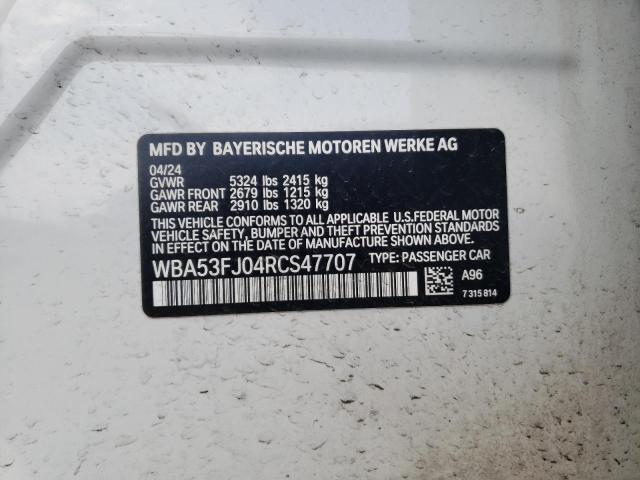 MFD BY BAYERISCHE MOTOREN WERKE AG
04/24
GVWR 5324 lbs 2415 kg
GAWR FRONT 2679 lbs 1215 kg
GAWR REAR 2910 lbs 1320 kg
THIS VEHICLE CONFORMS TO ALL APPLICABLE U.S.FEDERAL MOTOR
VEHICLE SAFETY, BUMPER AND THEFT PREVENTION STANDARDS
IN EFFECT ON THE DATE OF MANUFACTURE SHOWN ABOVE.
WBA53FJ04RCS47707 TYPE: PASSENGER CAR
A96
7 315 814